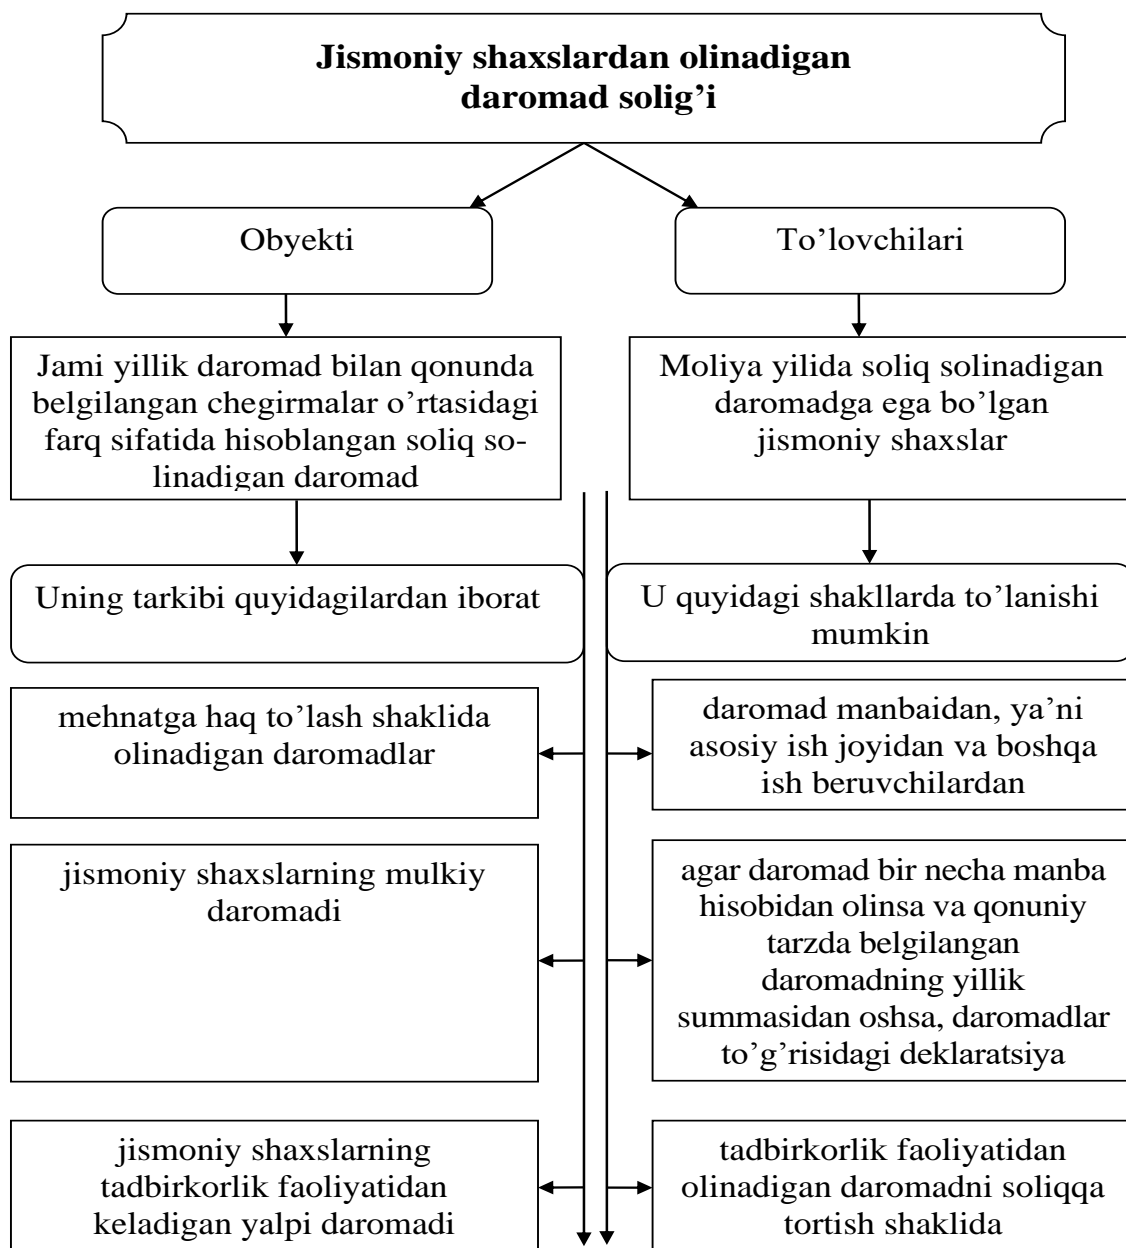 Jismoniy shaxslardan olinadigan
daromad solig’i
Obyekti
To’lovchilari
Jami yillik daromad bilan qonunda
belgilangan chegirmalar o’rtasidagi
farq sifatida hisoblangan soliq so-
linadigan daromad
Moliya yilida soliq solinadigan
daromadga ega bo’lgan
jismoniy shaxslar
Uning tarkibi quyidagilardan iborat
U quyidagi shakllarda to’lanishi
mumkin
mehnatga haq to’lash shaklida
olinadigan daromadlar
daromad manbaidan, ya’ni
asosiy ish joyidan va boshqa
ish beruvchilardan
jismoniy shaxslarning mulkiy
daromadi
agar daromad bir necha manba
hisobidan olinsa va qonuniy
tarzda belgilangan
daromadning yillik
summasidan oshsa, daromadlar
to’g’risidagi deklaratsiya
jismoniy shaxslarning
tadbirkorlik faoliyatidan
keladigan yalpi daromadi
tadbirkorlik faoliyatidan
olinadigan daromadni soliqqa
tortish shaklida